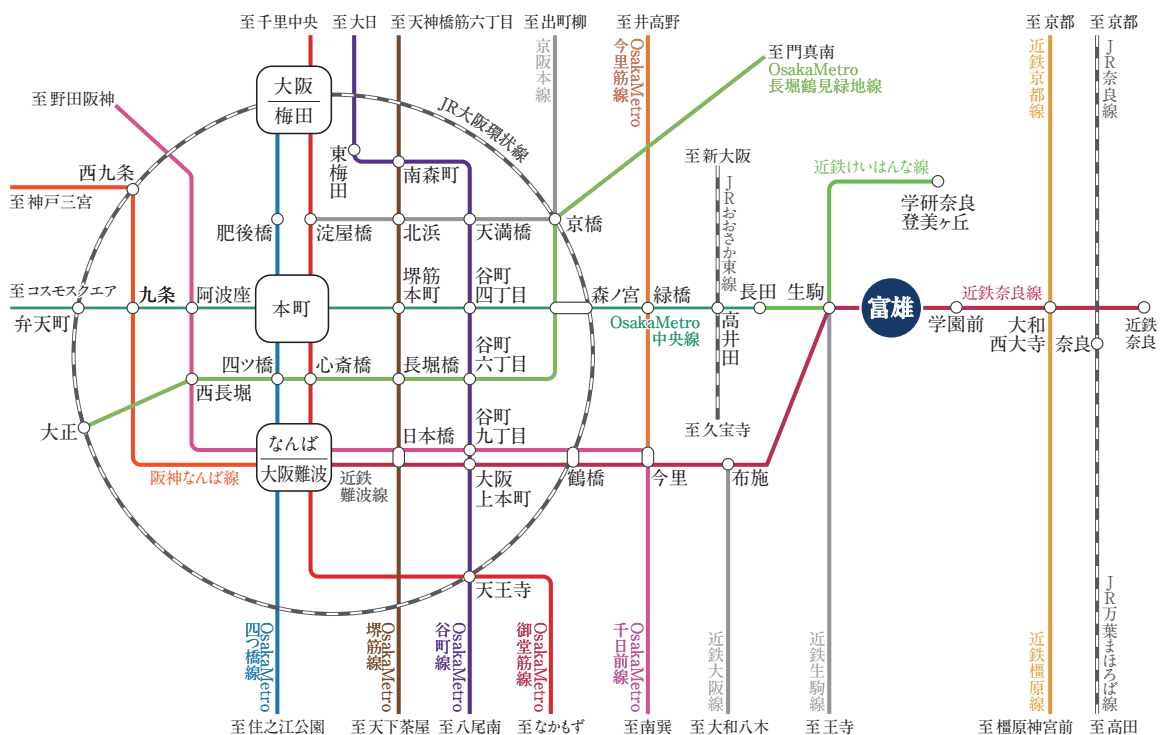 至千里中央
至大日
至天神橋筋六丁目
至出町柳
至井高野
至京都
至京都
京阪本線
OsakaMetro
今里筋線
至門真南
OsakaMetro
長堀鶴見緑地線
近鉄京都線
JR奈良線
大阪
梅田
至野田阪神
JR大阪環状線
東梅田
南森町
至新大阪
近鉄けいはんな線
西九条
至神戸三宮
学研奈良
登美ヶ丘
JRおおさか東線
肥後橋
淀屋橋
北浜
天満橋
京橋
至コスモスクエア
九条
阿波座
本町
堺筋
本町
谷町
四丁目
森ノ宮
緑橋
長田
生駒
富雄
近鉄奈良線
弁天町
OsakaMetro
中央線
高井田
学園前
大和
西大寺
奈良
近鉄
奈良
四ツ橋
心斎橋
長堀橋
谷町
六丁目
西長堀
大正
なんば
大阪難波
日本橋
谷町
九丁目
至久宝寺
阪神なんば線
近鉄
難波線
大阪
上本町
鶴橋
今里
布施
天王寺
OsakaMetro
四つ橋線
OsakaMetro
堺筋線
OsakaMetro
谷町線
OsakaMetro
御堂筋線
OsakaMetro
千日前線
近鉄大阪線
近鉄生駒線
近鉄橿原線
JR万葉まほろば線
至住之江公園
至天下茶屋
至八尾南
至なかもず
至南巽
至大和八木
至王寺
至橿原神宮前
至高田